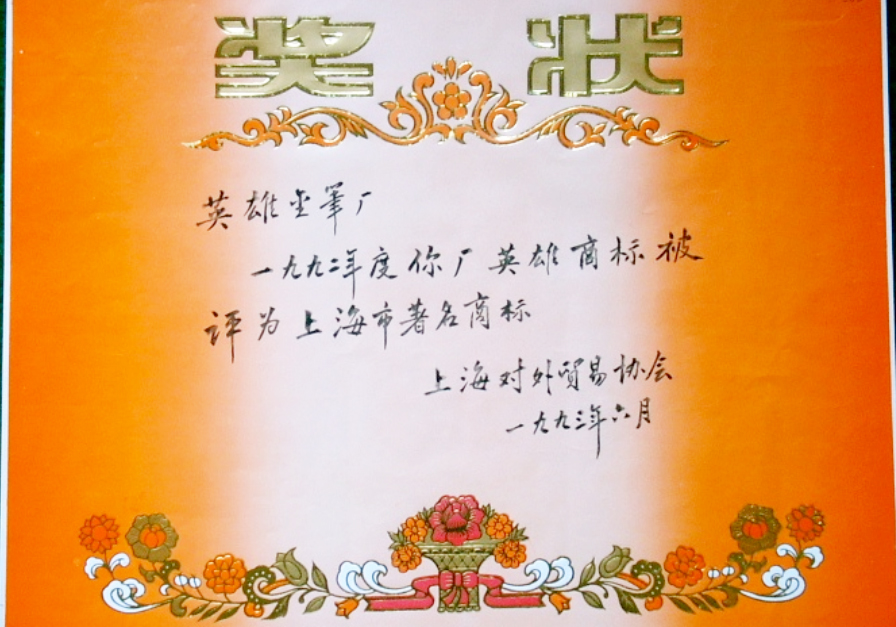 奖状
英雄金笔厂
一九九二年度你厂英雄商标被
评为上海市著名商标
上海对外贸易协会
一九九三年六月